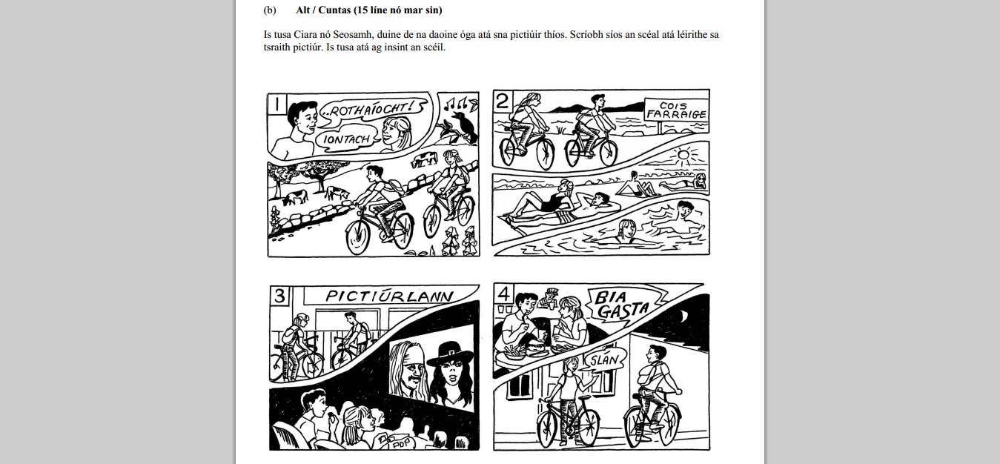 (b) Alt / Cuntas (15 líne nó mar sin)
Is tusa Ciara nó Seosamh, duine de na daoine óga atá sna pictiúir thíos. Scríobh síos an scéal atá léirithe sa
tsraith pictiúr. Is tusa atá ag insint an scéil.
1
..ROTHAÍOCHT!
IONTACH
2
COIS
FARRAIGE
3
PICTIÚRLANN
POP
4
BIA
GASTA
SLÁN